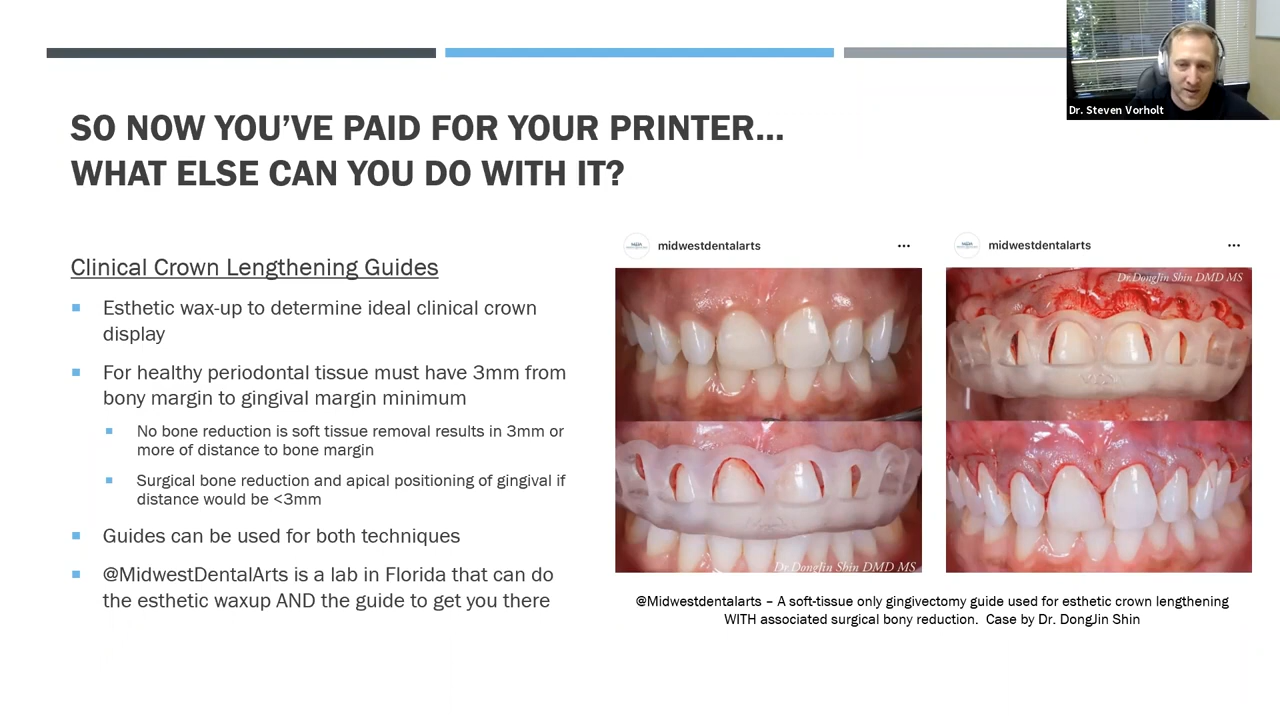 Dr. Steven Vorholt
SO NOW YOU'VE PAID FOR YOUR PRINTER...
WHAT ELSE CAN YOU DO WITH IT?
Clinical Crown Lengthening Guides
Esthetic wax-up to determine ideal clinical crown
display
For healthy periodontal tissue must have 3mm from
bony margin to gingival margin minimum
No bone reduction is soft tissue removal results in 3mm or
more of distance to bone margin
Surgical bone reduction and apical positioning of gingival if
distance would be <3mm
Guides can be used for both techniques
@MidwestDentalArts is a lab in Florida that can do
the esthetic waxup AND the guide to get you there
midwestdentalarts
midwestdentalarts
Dr.DongJin Shin DMD MS
Dr.DongJin Shin DMD MS
@Midwestdentalarts – A soft-tissue only gingivectomy guide used for esthetic crown lengthening
WITH associated surgical bony reduction. Case by Dr. DongJin Shin